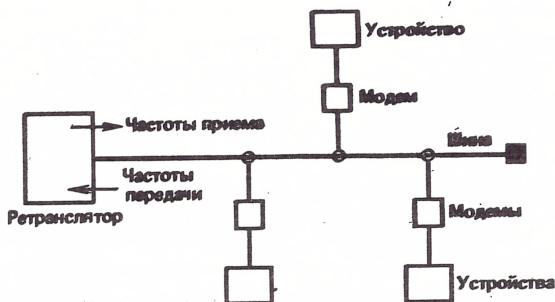 Устройство
Модем
Частоты приема
Шина
Частоты
передачи
Ретранслятор
Модемы
Устройства